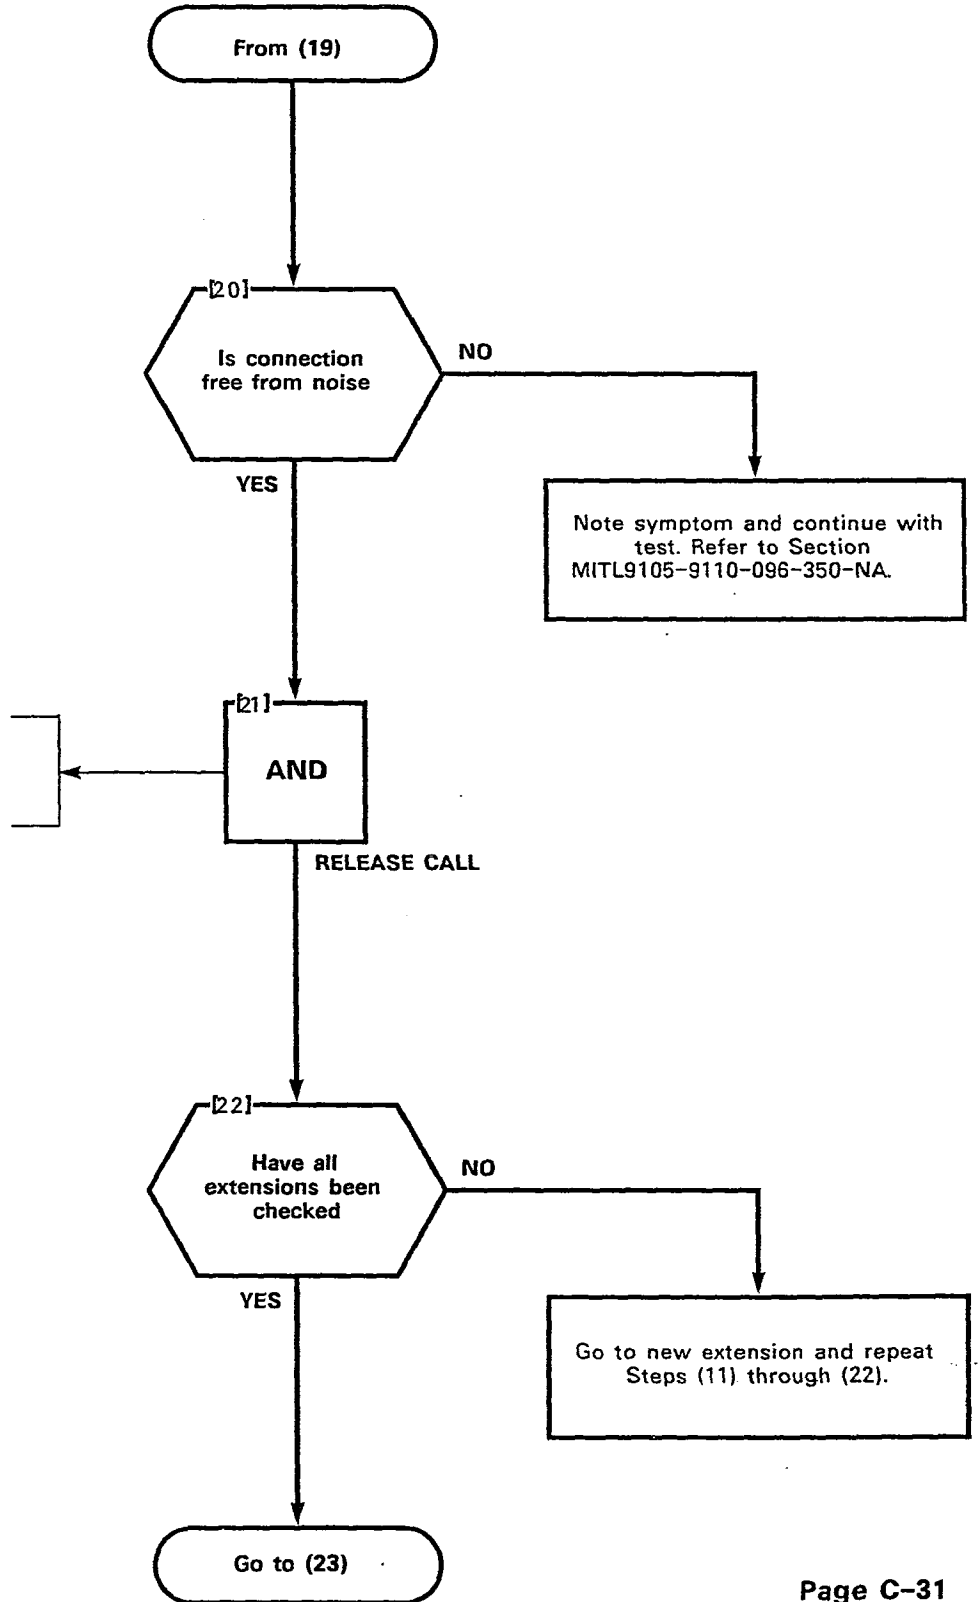 From (19)
[20]
Is connection
free from noise
NO
YES
Note symptom and continue with
test. Refer to Section
MITL9105-9110-096-350-NA.
[21]
AND
RELEASE CALL
[22]
Have all
extensions been
checked
NO
YES
Go to new extension and repeat
Steps (11) through (22).
Go to (23)
Page C-31